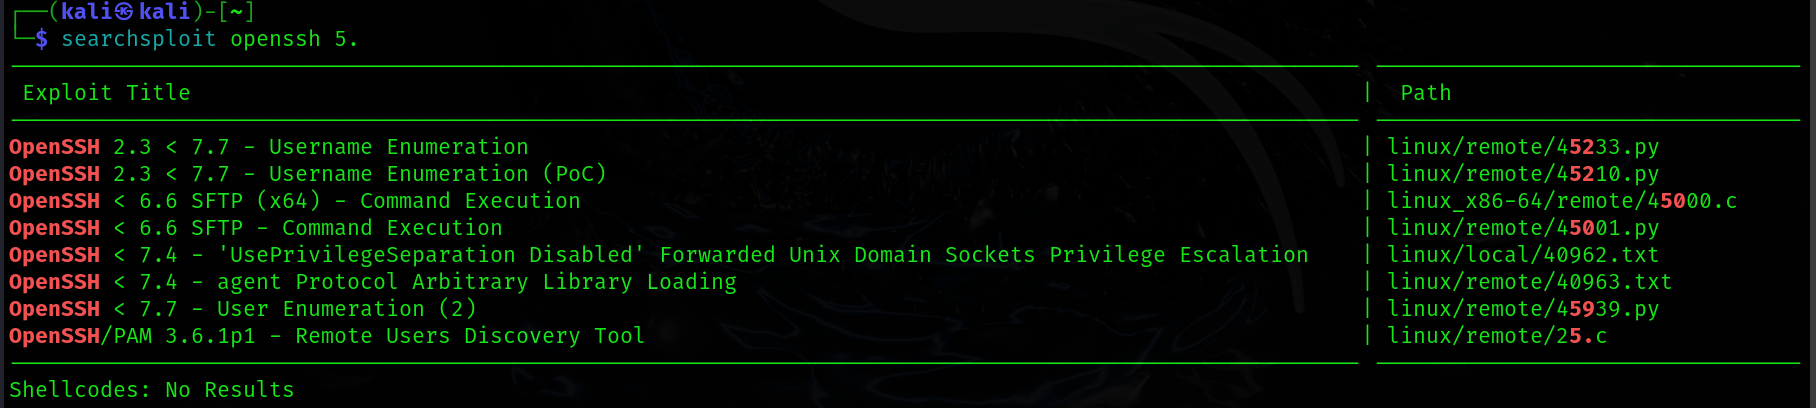 ┌──(kali㉿kali)-[~]
└─$ searchsploit openssh 5.
Exploit Title | Path
OpenSSH 2.3 < 7.7 - Username Enumeration | linux/remote/45233.py
OpenSSH 2.3 < 7.7 - Username Enumeration (PoC) | linux/remote/45210.py
OpenSSH < 6.6 SFTP (x64) - Command Execution | linux_x86-64/remote/45000.c
OpenSSH < 6.6 SFTP - Command Execution | linux/remote/45001.py
OpenSSH < 7.4 - 'UsePrivilegeSeparation Disabled' Forwarded Unix Domain Sockets Privilege Escalation | linux/local/40962.txt
OpenSSH < 7.4 - agent Protocol Arbitrary Library Loading | linux/remote/40963.txt
OpenSSH < 7.7 - User Enumeration (2) | linux/remote/45939.py
OpenSSH/PAM 3.6.1p1 - Remote Users Discovery Tool | linux/remote/25.c
Shellcodes: No Results